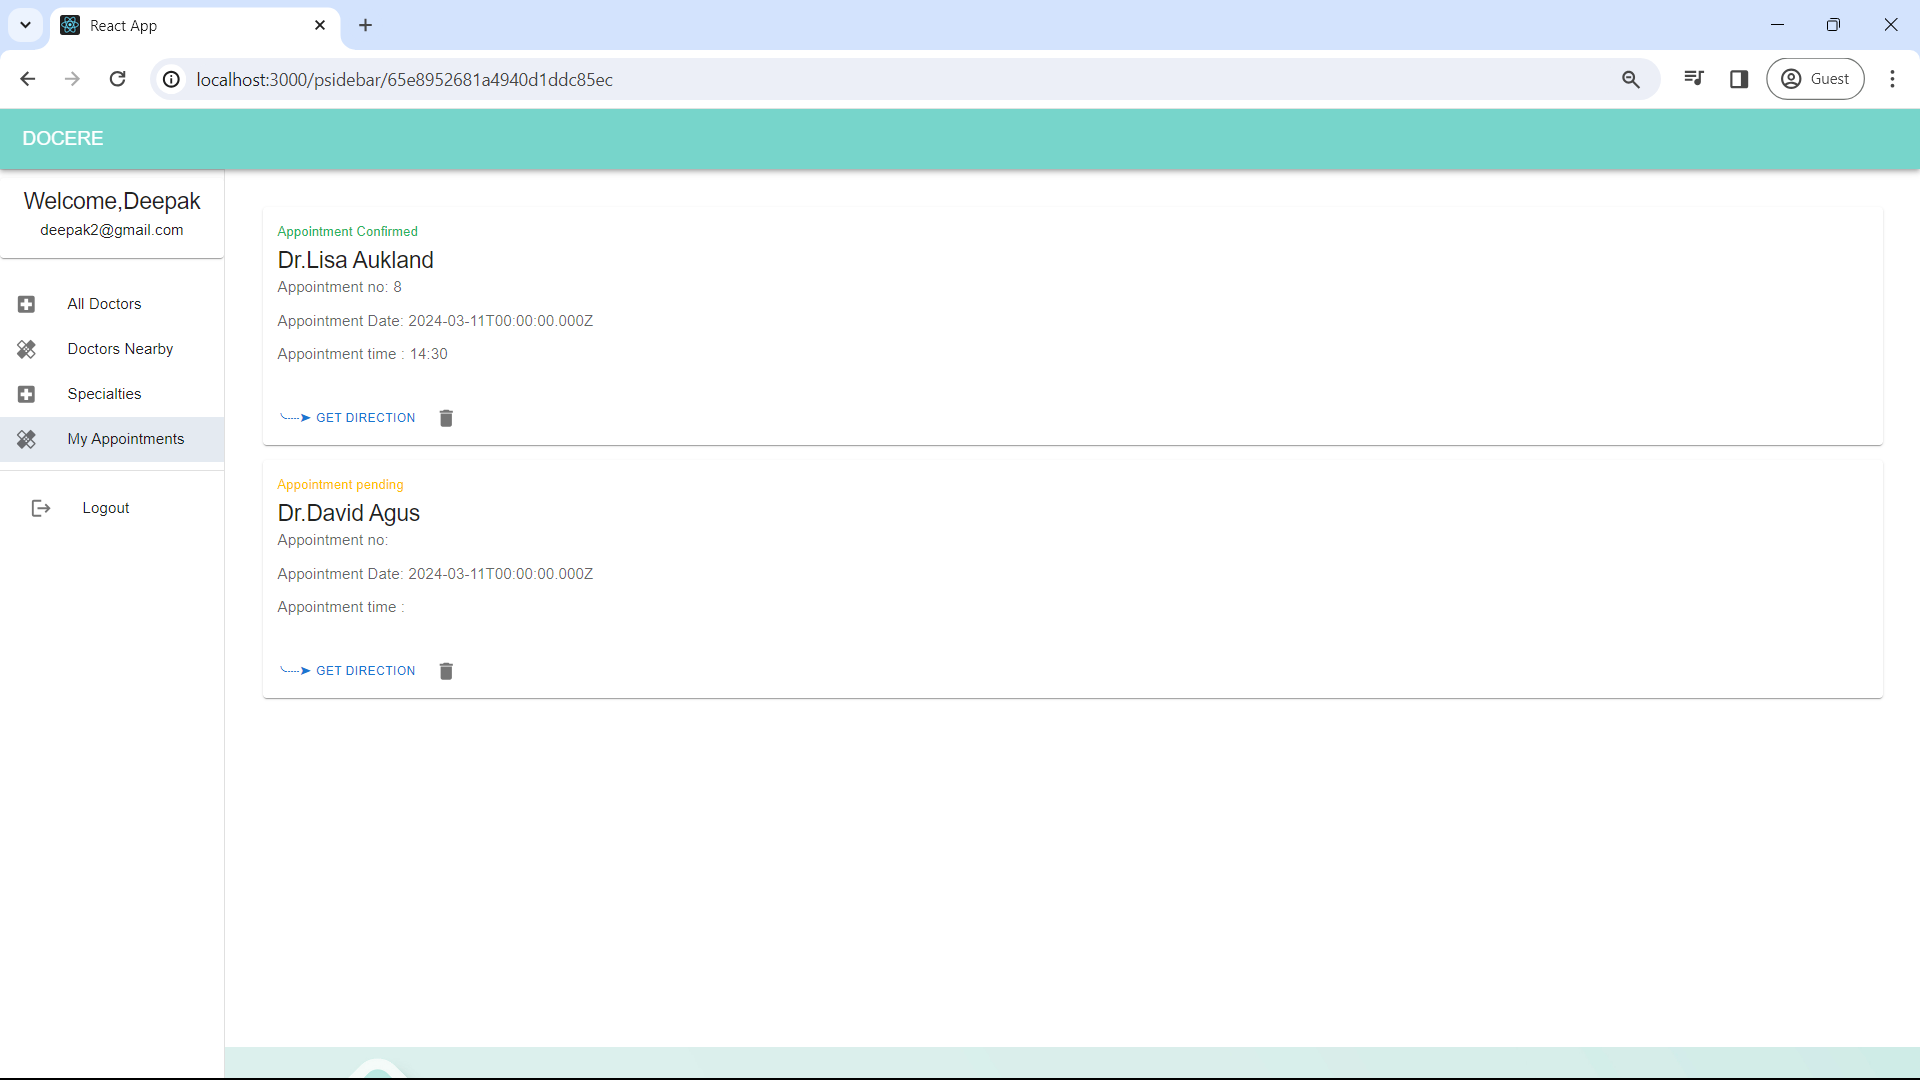 React App
localhost:3000/psidebar/65e8952681a4940d1ddc85ec
Guest
DOCERE
Welcome,Deepak
deepak2@gmail.com
All Doctors
Doctors Nearby
Specialties
My Appointments
Logout
Appointment Confirmed
Dr.Lisa Aukland
Appointment no: 8
Appointment Date: 2024-03-11T00:00:00.000Z
Appointment time : 14:30
GET DIRECTION
Appointment pending
Dr.David Agus
Appointment no:
Appointment Date: 2024-03-11T00:00:00.000Z
Appointment time :
GET DIRECTION